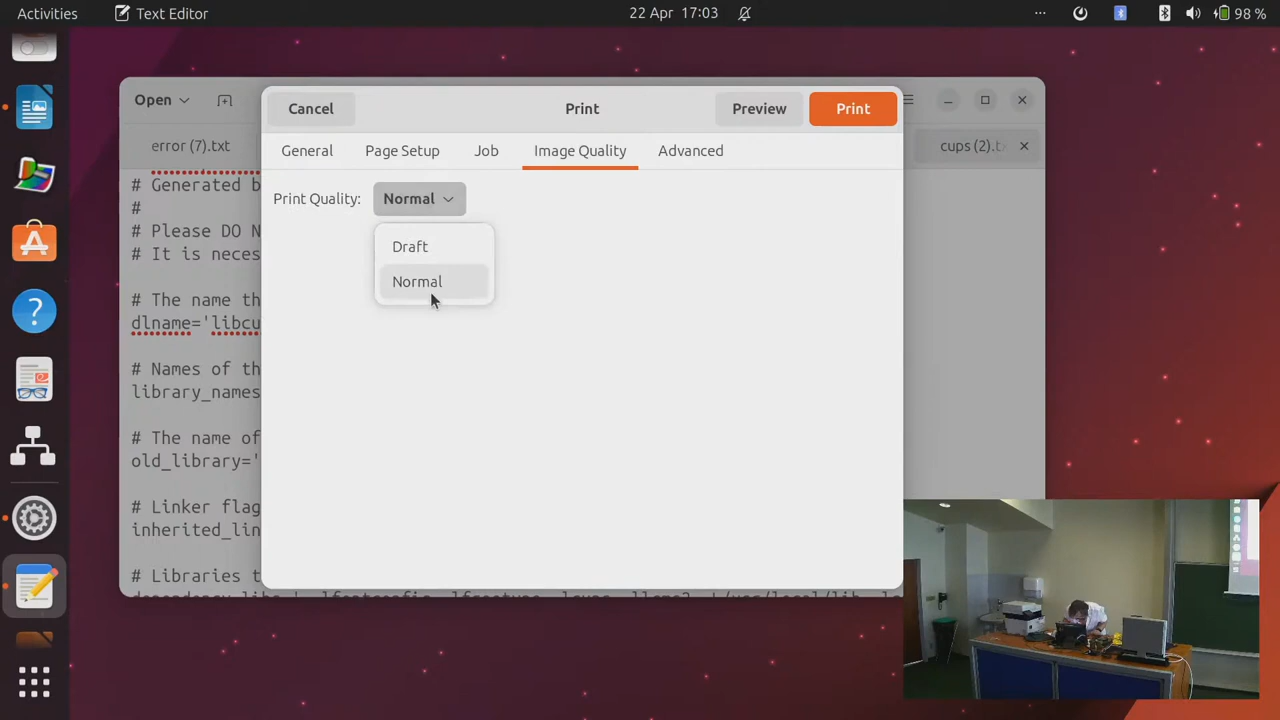 Activities
Text Editor
22 Apr 17:03
98 %
Open
Cancel
Print
Preview
Print
error (7).txt
cups (2).t
General
Page Setup
Job
Image Quality
Advanced
# Generated b
#
# Please DO N
# It is neces
Print Quality:
Normal
Draft
Normal
# The name th
dlname='libcu
# Names of th
library_names
# The name of
old_library='
# Linker flag
inherited_lin
# Libraries t